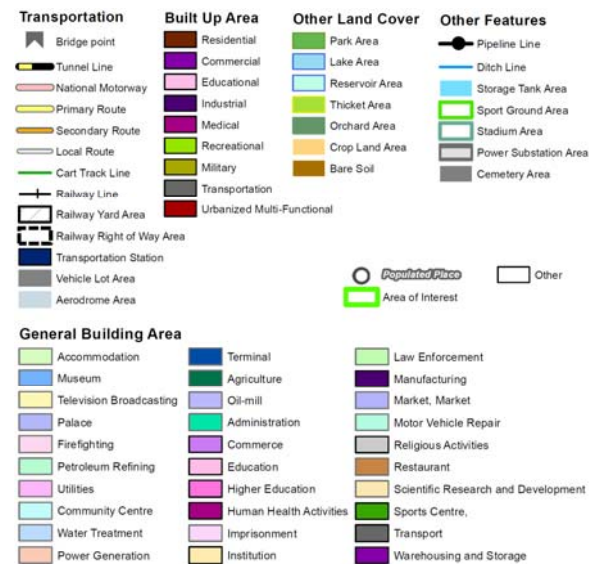 Transportation
Bridge point
Tunnel Line
National Motorway
Primary Route
Secondary Route
Local Route
Cart Track Line
Railway Line
Railway Yard Area
Railway Right of Way Area
Transportation Station
Vehicle Lot Area
Aerodrome Area
Built Up Area
Residential
Commercial
Educational
Industrial
Medical
Recreational
Military
Transportation
Urbanized Multi-Functional
Other Land Cover
Park Area
Lake Area
Reservoir Area
Thicket Area
Orchard Area
Crop Land Area
Bare Soil
Other Features
Pipeline Line
Ditch Line
Storage Tank Area
Sport Ground Area
Stadium Area
Power Substation Area
Cemetery Area
Populated Place
Other
Area of Interest
General Building Area
Accommodation
Museum
Television Broadcasting
Palace
Firefighting
Petroleum Refining
Utilities
Community Centre
Water Treatment
Power Generation
Terminal
Agriculture
Oil-mill
Administration
Commerce
Education
Higher Education
Human Health Activities
Imprisonment
Institution
Law Enforcement
Manufacturing
Market, Market
Motor Vehicle Repair
Religious Activities
Restaurant
Scientific Research and Development
Sports Centre,
Transport
Warehousing and Storage